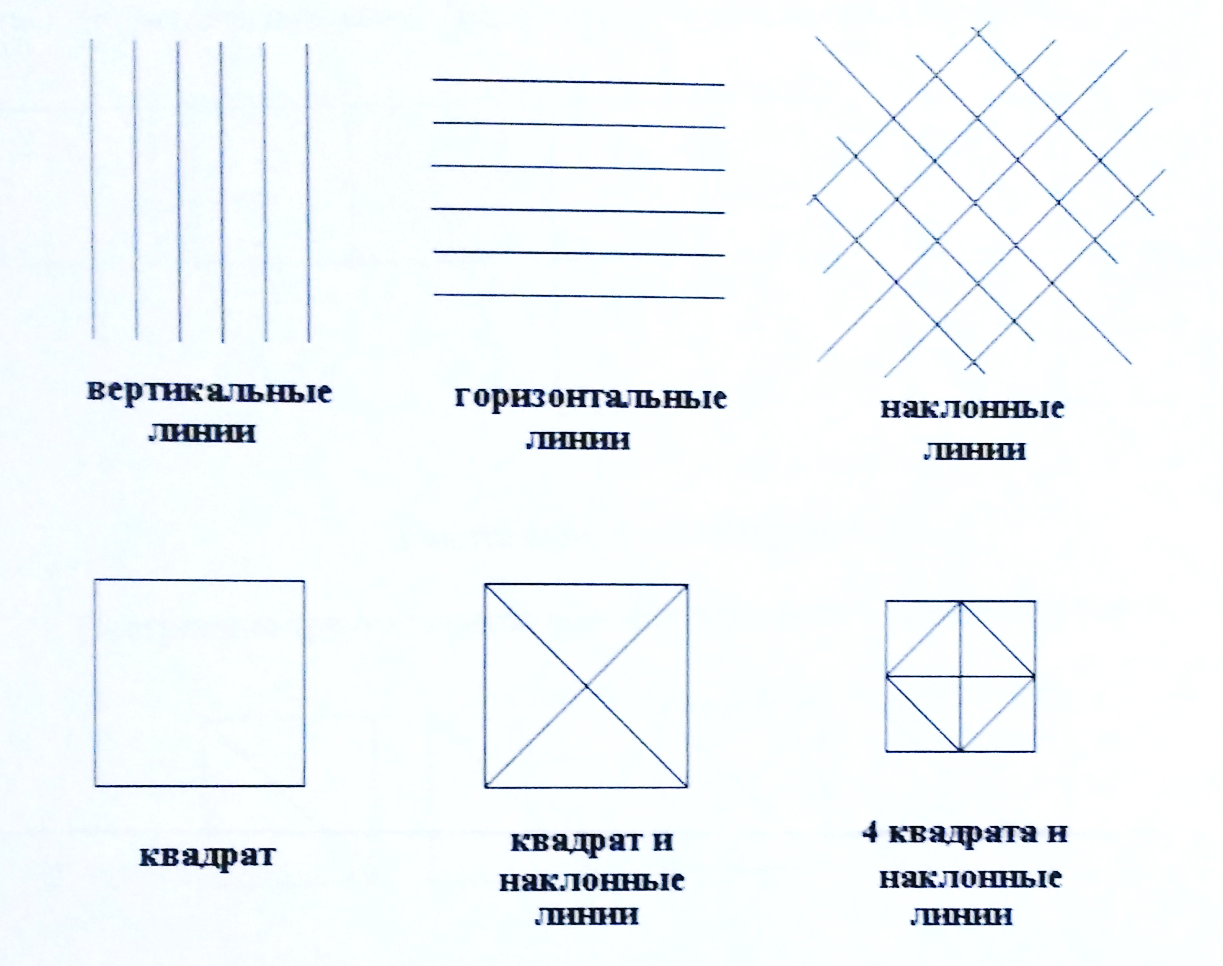 вертикальные
линии
горизонтальные
линии
наклонные
линии
квадрат
квадрат и
наклонные
линии
4 квадрата и
наклонные
линии